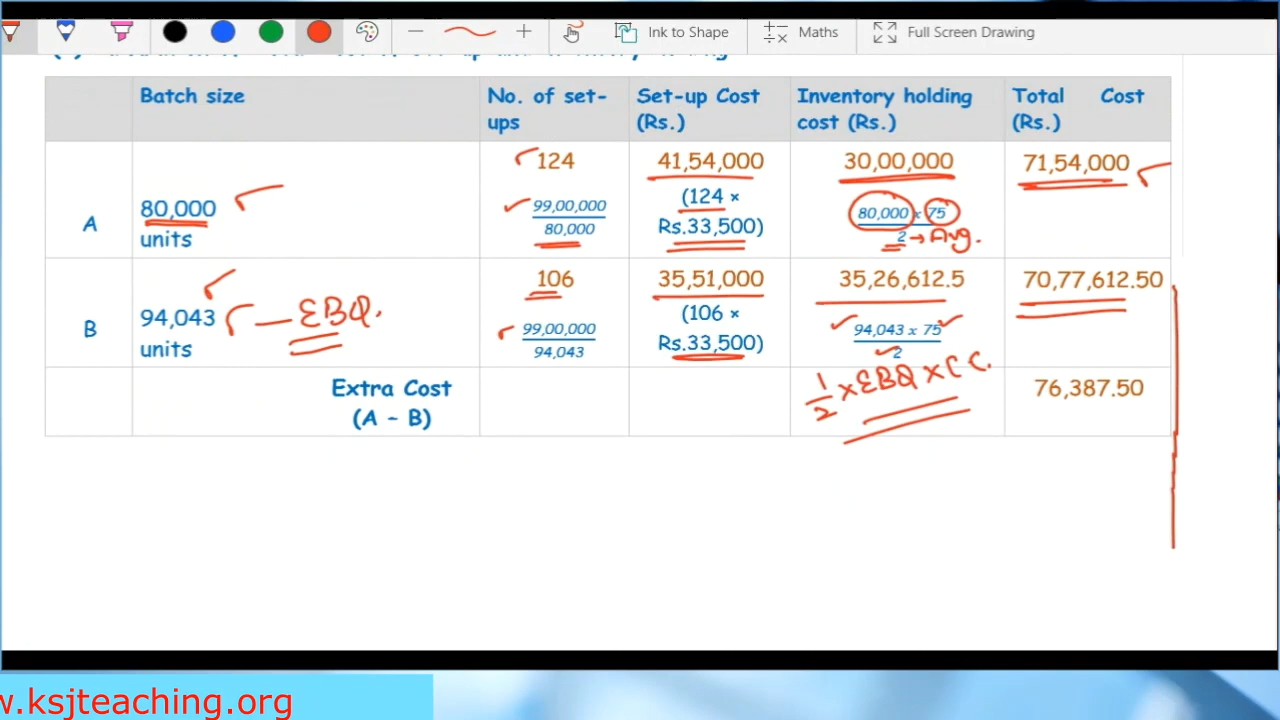 Ink to Shape
Maths
Full Screen Drawing
Batch size
No. of set-
ups
Set-up Cost
(Rs.)
Inventory holding
cost (Rs.)
Total Cost
(Rs.)
A
80,000
units
124
99,00,000
80,000
41,54,000
(124 ×
Rs.33,500)
30,00,000
80,000 x 75
2 → Avg.
71,54,000
B
94,043
units
— EBQ.
106
99,00,000
94,043
35,51,000
(106 ×
Rs.33,500)
35,26,612.5
94,043 x 75
2
1/2 × EBQ × C C.
70,77,612.50
Extra Cost
(A - B)
76,387.50
w.ksjteaching.org